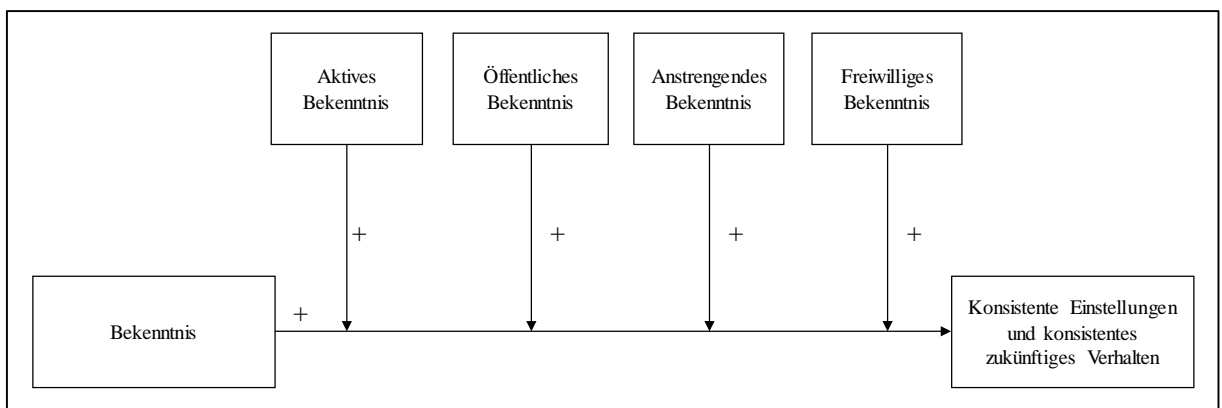 Aktives
Bekenntnis
Öffentliches
Bekenntnis
Anstrengendes
Bekenntnis
Freiwilliges
Bekenntnis
+
+
+
+
+
Bekenntnis
Konsistente Einstellungen
und konsistentes
zukünftiges Verhalten